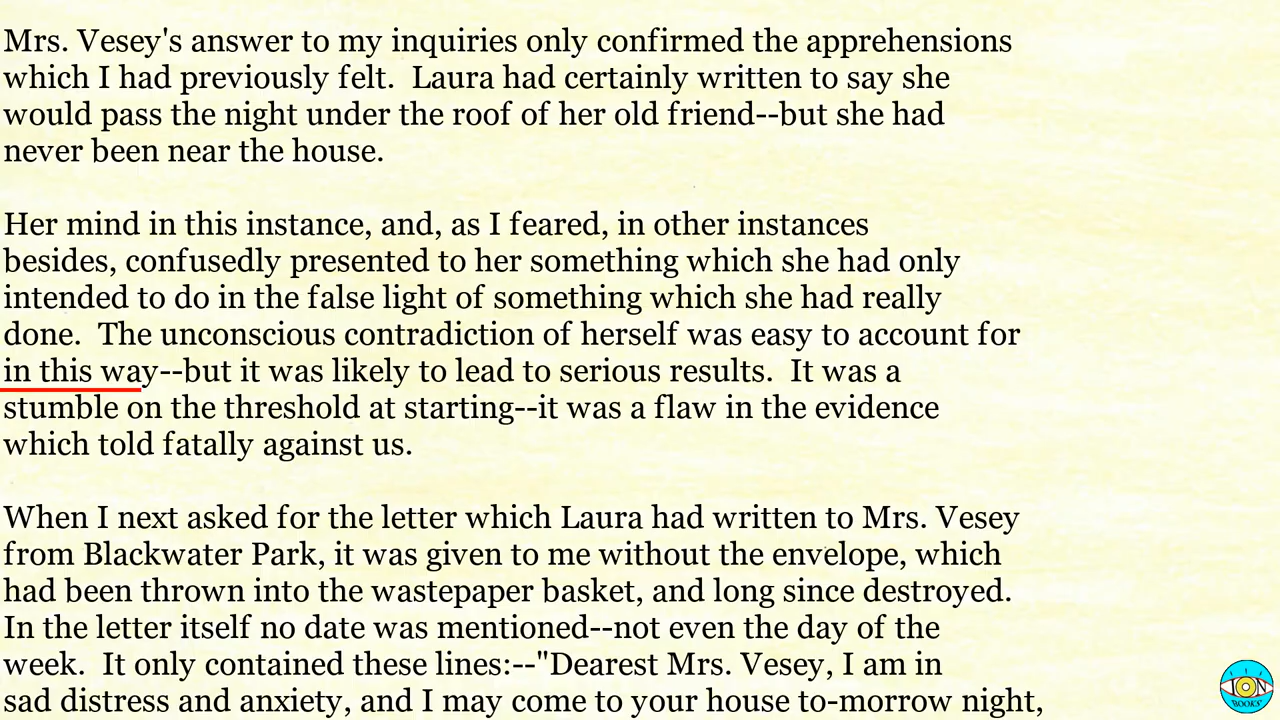 Mrs. Vesey's answer to my inquiries only confirmed the apprehensions
which I had previously felt.  Laura had certainly written to say she
would pass the night under the roof of her old friend--but she had
never been near the house.
Her mind in this instance, and, as I feared, in other instances
besides, confusedly presented to her something which she had only
intended to do in the false light of something which she had really
done.  The unconscious contradiction of herself was easy to account for
in this way--but it was likely to lead to serious results.  It was a
stumble on the threshold at starting--it was a flaw in the evidence
which told fatally against us.
When I next asked for the letter which Laura had written to Mrs. Vesey
from Blackwater Park, it was given to me without the envelope, which
had been thrown into the wastepaper basket, and long since destroyed.
In the letter itself no date was mentioned--not even the day of the
week.  It only contained these lines:--"Dearest Mrs. Vesey, I am in
sad distress and anxiety, and I may come to your house to-morrow night,
ION
BOOKS